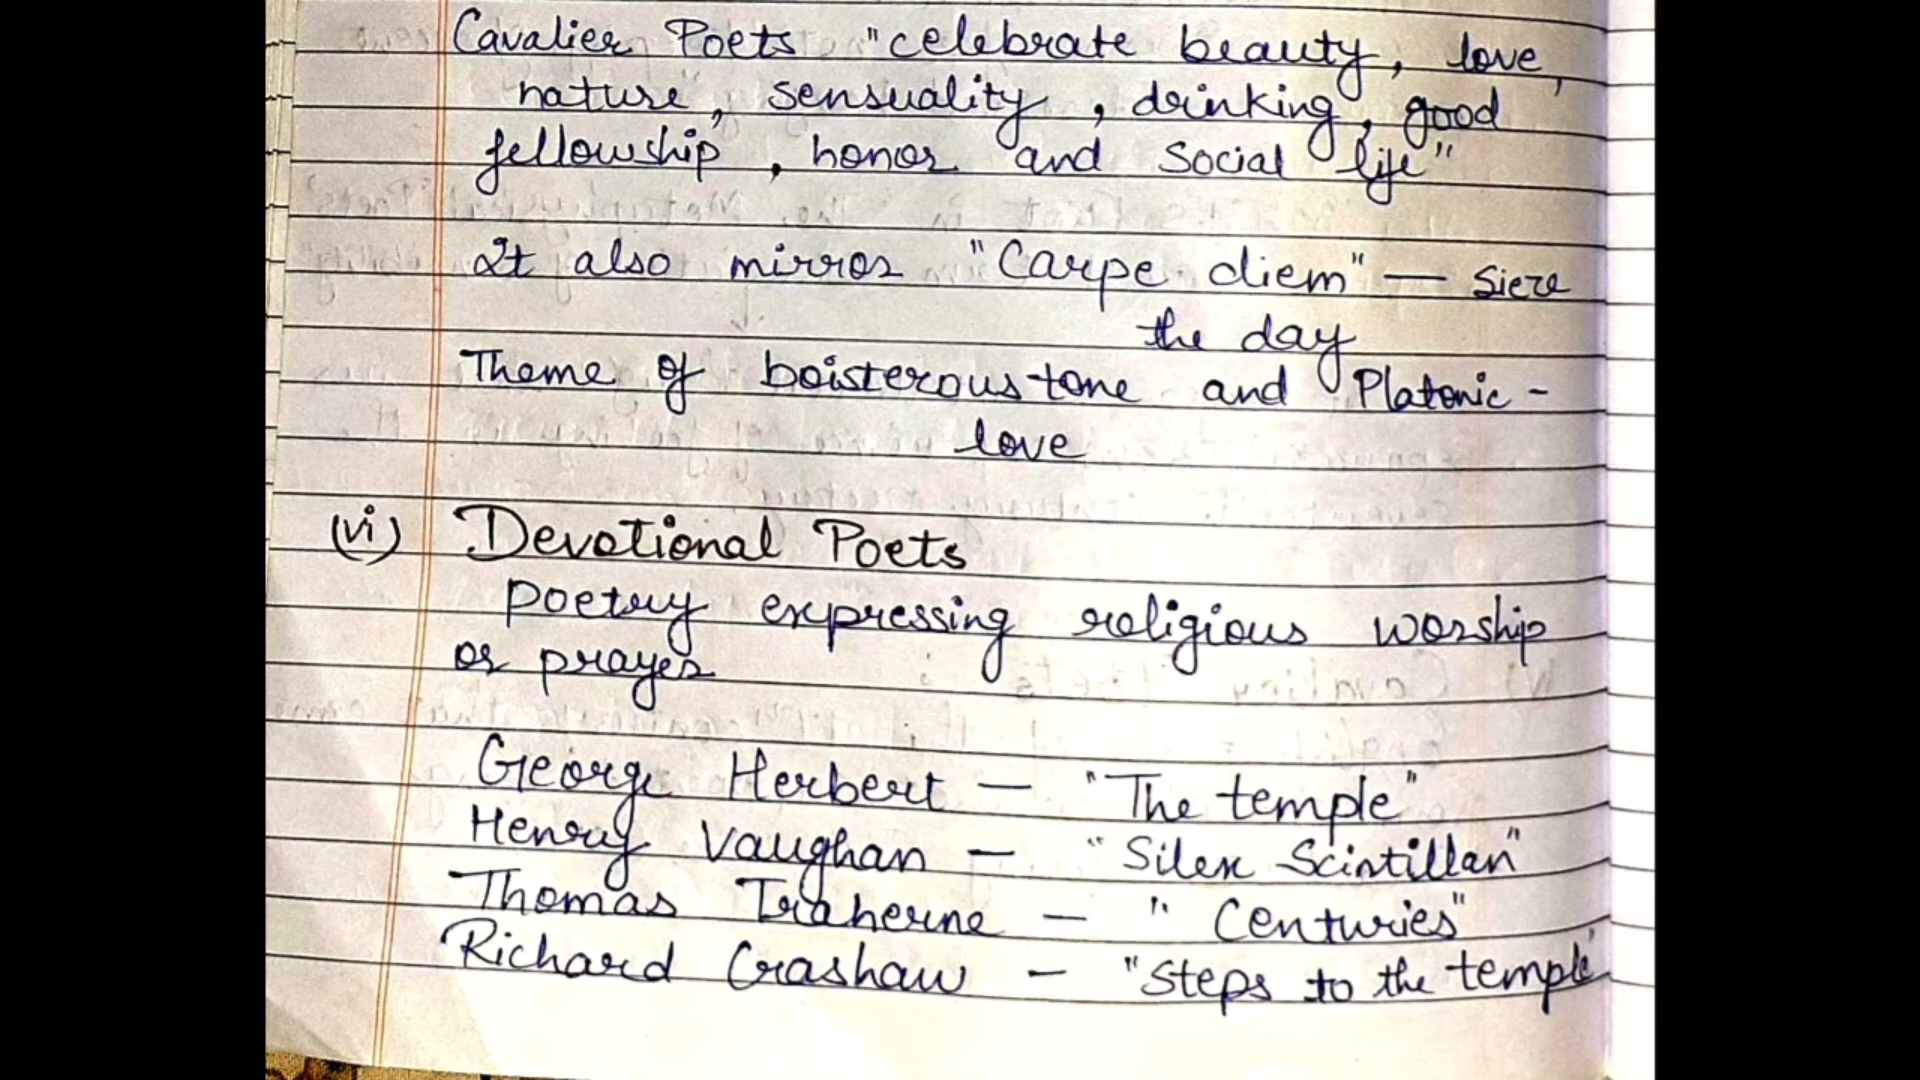 Cavalier Poets "celebrate beauty, love,
nature, sensuality, drinking, good
fellowship, honor and Social life"
It also mirror "Carpe diem" — Sieze
the day
Theme of boisterous tone and Platonic -
love
(vi) Devotional Poets
Poetry expressing religious worship
or prayer
George Herbert — "The temple"
Henry Vaughan — "Silex Scintillan"
Thomas Traherne — "Centuries"
Richard Crashaw — "Steps to the temple"